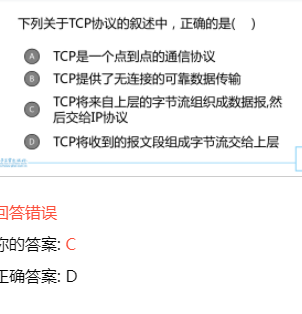 下列关于TCP协议的叙述中，正确的是( )
A TCP是一个点到点的通信协议
B TCP提供了无连接的可靠数据传输
C TCP将来自上层的字节流组织成数据报,然
后交给IP协议
D TCP将收到的报文段组成字节流交给上层
回答错误
你的答案: C
正确答案: D